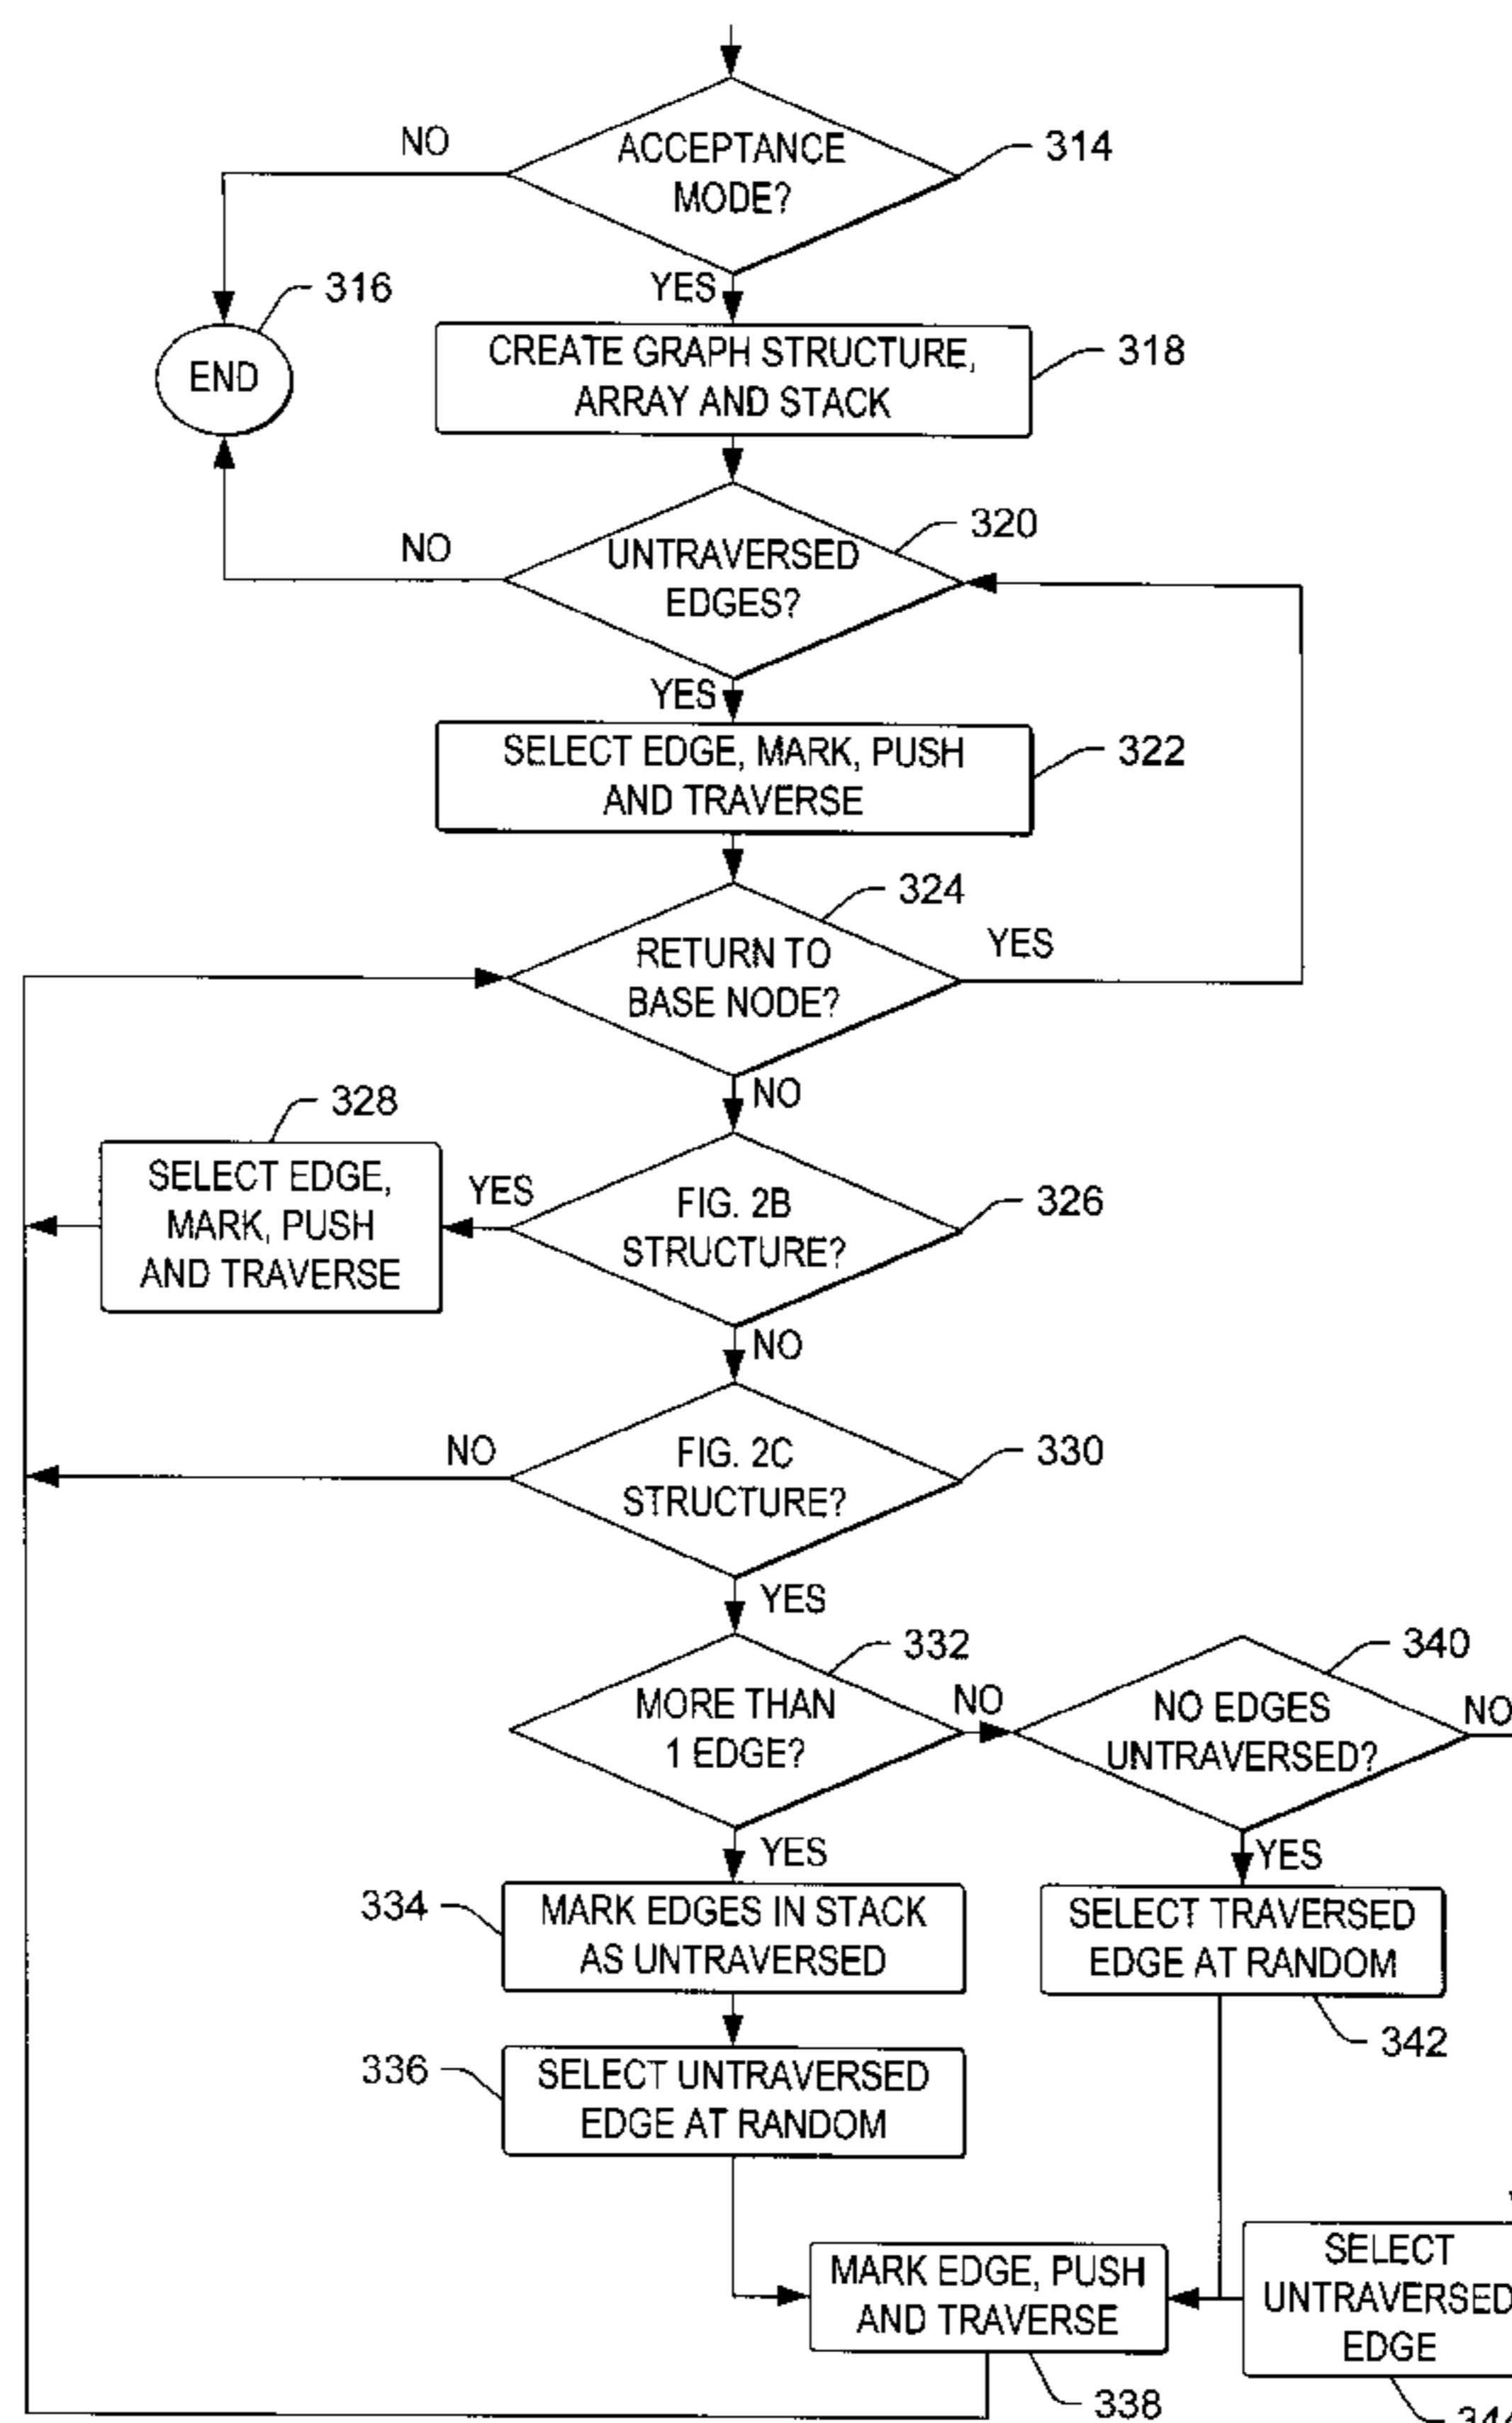 NO
ACCEPTANCE
MODE?
314
YES
316
END
CREATE GRAPH STRUCTURE,
ARRAY AND STACK
318
NO
UNTRAVERSED
EDGES?
320
YES
SELECT EDGE, MARK, PUSH
AND TRAVERSE
322
324
RETURN TO
BASE NODE?
YES
NO
328
SELECT EDGE,
MARK, PUSH
AND TRAVERSE
YES
FIG. 2B
STRUCTURE?
326
NO
NO
FIG. 2C
STRUCTURE?
330
YES
332
MORE THAN
1 EDGE?
NO
340
NO EDGES
UNTRAVERSED?
NO
YES
YES
334
MARK EDGES IN STACK
AS UNTRAVERSED
SELECT TRAVERSED
EDGE AT RANDOM
342
336
SELECT UNTRAVERSED
EDGE AT RANDOM
MARK EDGE, PUSH
AND TRAVERSE
338
SELECT
UNTRAVERSED
EDGE